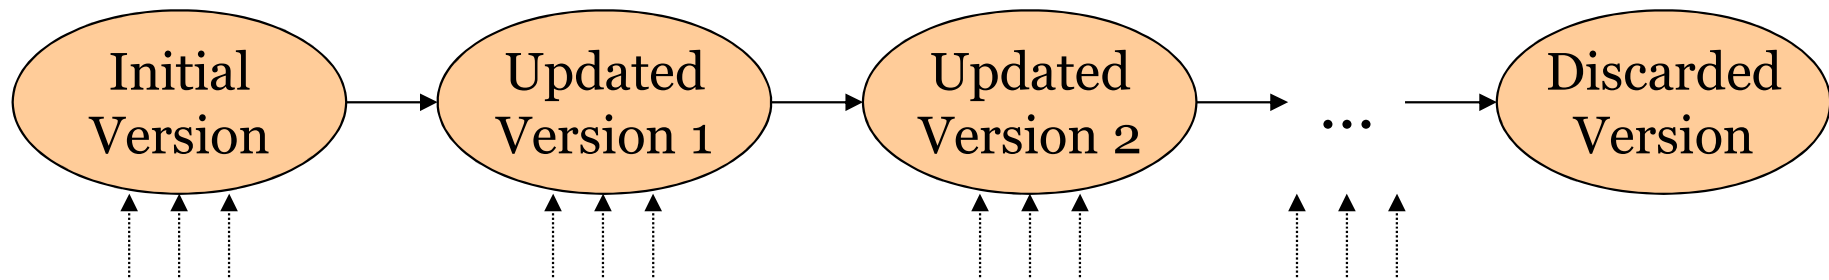 Initial
Version
Updated
Version 1
Updated
Version 2
...
Discarded
Version